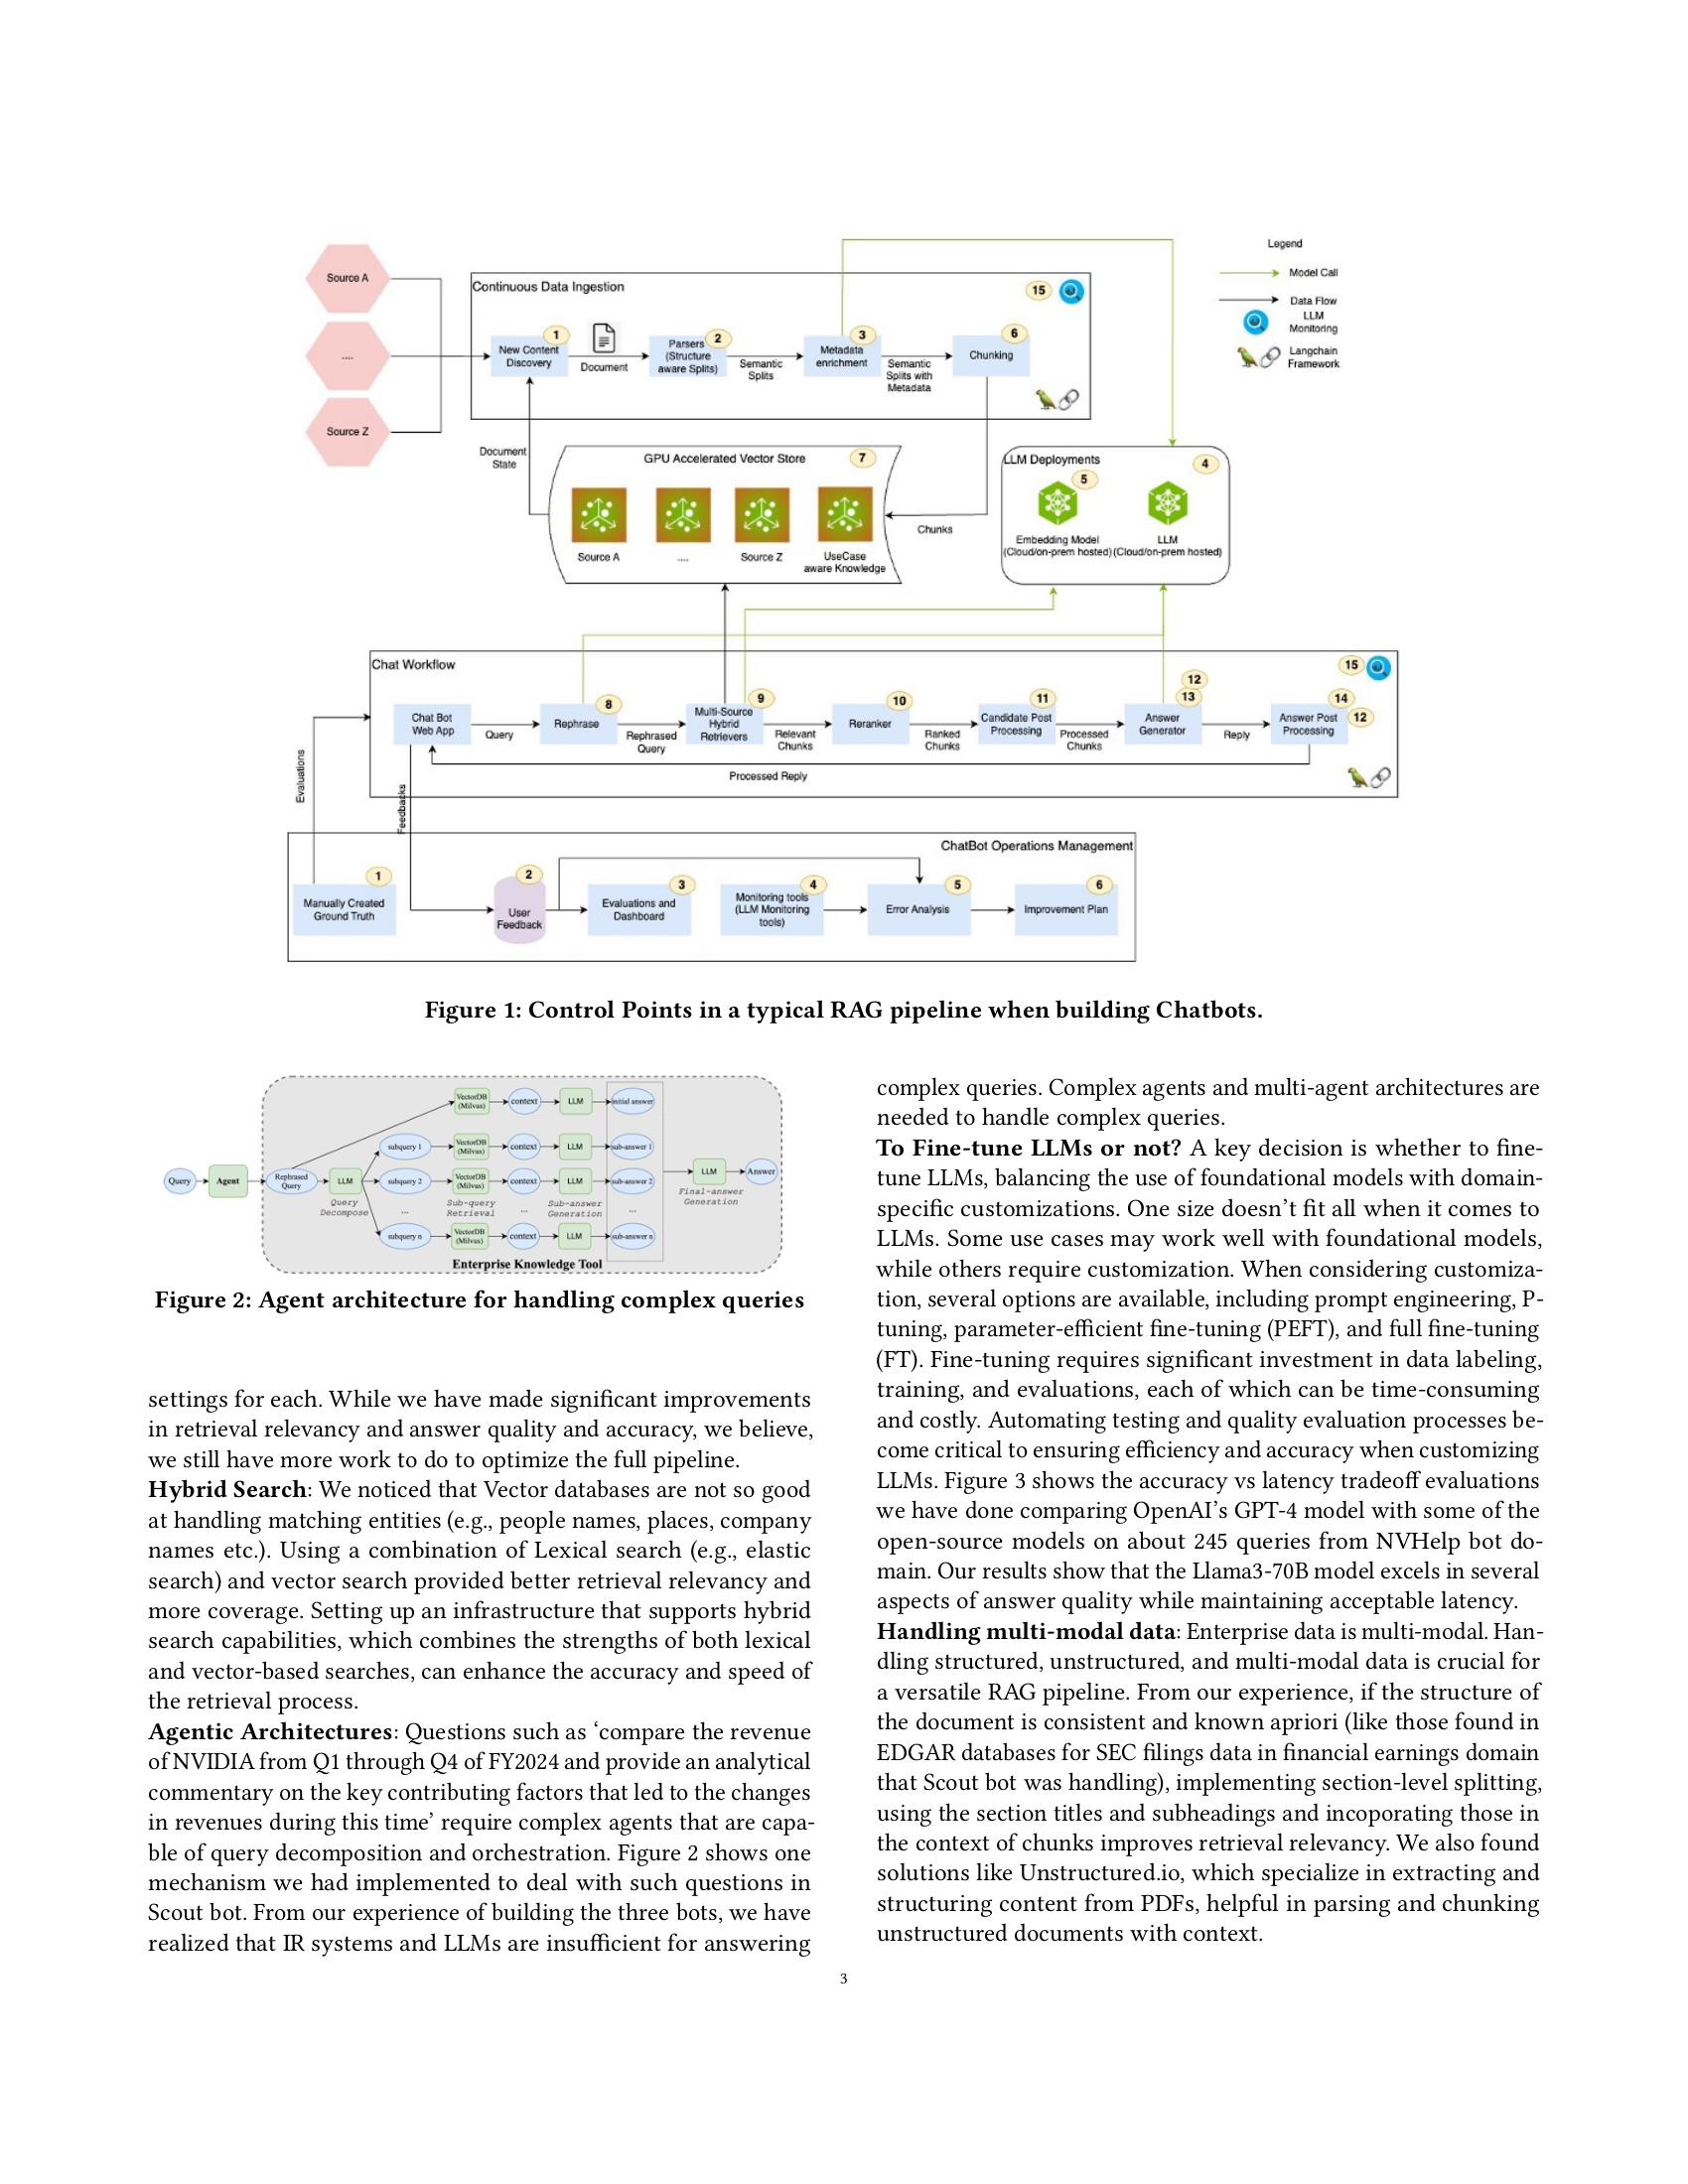 Legend
Model Call
Data Flow
LLM
Monitoring
Langchain
Framework
Source A
....
Source Z
Continuous Data Ingestion
15
1
New Content
Discovery
Document
2
Parsers
(Structure
aware Splits)
Semantic
Splits
3
Metadata
enrichment
Semantic
Splits with
Metadata
6
Chunking
Document
State
GPU Accelerated Vector Store
7
Source A
....
Source Z
UseCase
aware Knowledge
Chunks
LLM Deployments
4
5
Embedding Model
(Cloud/on-prem hosted)
LLM
(Cloud/on-prem hosted)
Chat Workflow
15
Chat Bot
Web App
Query
8
Rephrase
Rephrased
Query
9
Multi-Source
Hybrid
Retrievers
Relevant
Chunks
10
Reranker
Ranked
Chunks
11
Candidate Post
Processing
Processed
Chunks
12
13
Answer
Generator
Reply
14
Answer Post
Processing
12
Processed Reply
Evaluations
Feedbacks
ChatBot Operations Management
1
Manually Created
Ground Truth
2
User
Feedback
3
Evaluations and
Dashboard
4
Monitoring tools
(LLM Monitoring
tools)
5
Error Analysis
6
Improvement Plan
Figure 1: Control Points in a typical RAG pipeline when building Chatbots.
Query
Agent
Rephrased
Query
LLM
Query
Decompose
VectorDB
(Milvus)
context
LLM
initial answer
subquery 1
VectorDB
(Milvus)
context
LLM
sub-answer 1
subquery 2
VectorDB
(Milvus)
context
LLM
sub-answer 2
...
Sub-query
Retrieval
...
Sub-answer
Generation
...
subquery n
VectorDB
(Milvus)
context
LLM
sub-answer n
LLM
Final-answer
Generation
Answer
Enterprise Knowledge Tool
Figure 2: Agent architecture for handling complex queries
settings for each. While we have made significant improvements
in retrieval relevancy and answer quality and accuracy, we believe,
we still have more work to do to optimize the full pipeline.
Hybrid Search: We noticed that Vector databases are not so good
at handling matching entities (e.g., people names, places, company
names etc.). Using a combination of Lexical search (e.g., elastic
search) and vector search provided better retrieval relevancy and
more coverage. Setting up an infrastructure that supports hybrid
search capabilities, which combines the strengths of both lexical
and vector-based searches, can enhance the accuracy and speed of
the retrieval process.
Agentic Architectures: Questions such as ‘compare the revenue
of NVIDIA from Q1 through Q4 of FY2024 and provide an analytical
commentary on the key contributing factors that led to the changes
in revenues during this time’ require complex agents that are capa-
ble of query decomposition and orchestration. Figure 2 shows one
mechanism we had implemented to deal with such questions in
Scout bot. From our experience of building the three bots, we have
realized that IR systems and LLMs are insufficient for answering
complex queries. Complex agents and multi-agent architectures are
needed to handle complex queries.
To Fine-tune LLMs or not? A key decision is whether to fine-
tune LLMs, balancing the use of foundational models with domain-
specific customizations. One size doesn’t fit all when it comes to
LLMs. Some use cases may work well with foundational models,
while others require customization. When considering customiza-
tion, several options are available, including prompt engineering, P-
tuning, parameter-efficient fine-tuning (PEFT), and full fine-tuning
(FT). Fine-tuning requires significant investment in data labeling,
training, and evaluations, each of which can be time-consuming
and costly. Automating testing and quality evaluation processes be-
come critical to ensuring efficiency and accuracy when customizing
LLMs. Figure 3 shows the accuracy vs latency tradeoff evaluations
we have done comparing OpenAI’s GPT-4 model with some of the
open-source models on about 245 queries from NVHelp bot do-
main. Our results show that the Llama3-70B model excels in several
aspects of answer quality while maintaining acceptable latency.
Handling multi-modal data: Enterprise data is multi-modal. Han-
dling structured, unstructured, and multi-modal data is crucial for
a versatile RAG pipeline. From our experience, if the structure of
the document is consistent and known apriori (like those found in
EDGAR databases for SEC filings data in financial earnings domain
that Scout bot was handling), implementing section-level splitting,
using the section titles and subheadings and incoporating those in
the context of chunks improves retrieval relevancy. We also found
solutions like Unstructured.io, which specialize in extracting and
structuring content from PDFs, helpful in parsing and chunking
unstructured documents with context.
3